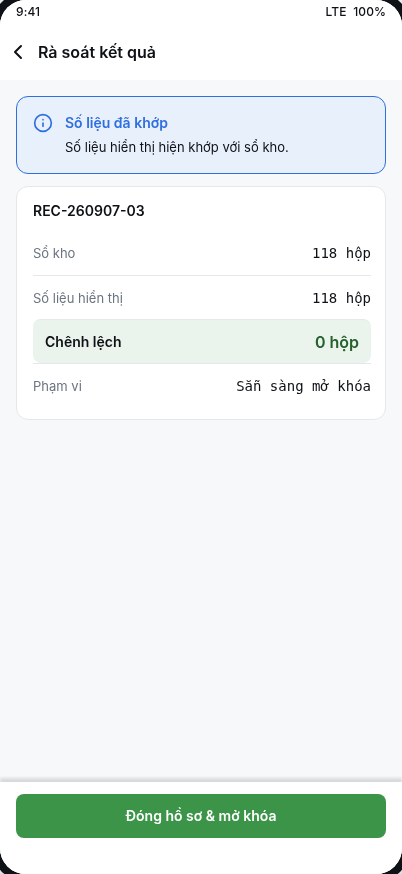 9:41
LTE 100%
Rà soát kết quả
Số liệu đã khớp
Số liệu hiển thị hiện khớp với sổ kho.
REC-260907-03
Sổ kho
118 hộp
Số liệu hiển thị
118 hộp
Chênh lệch
0 hộp
Phạm vi
Sẵn sàng mở khóa
Đóng hồ sơ & mở khóa